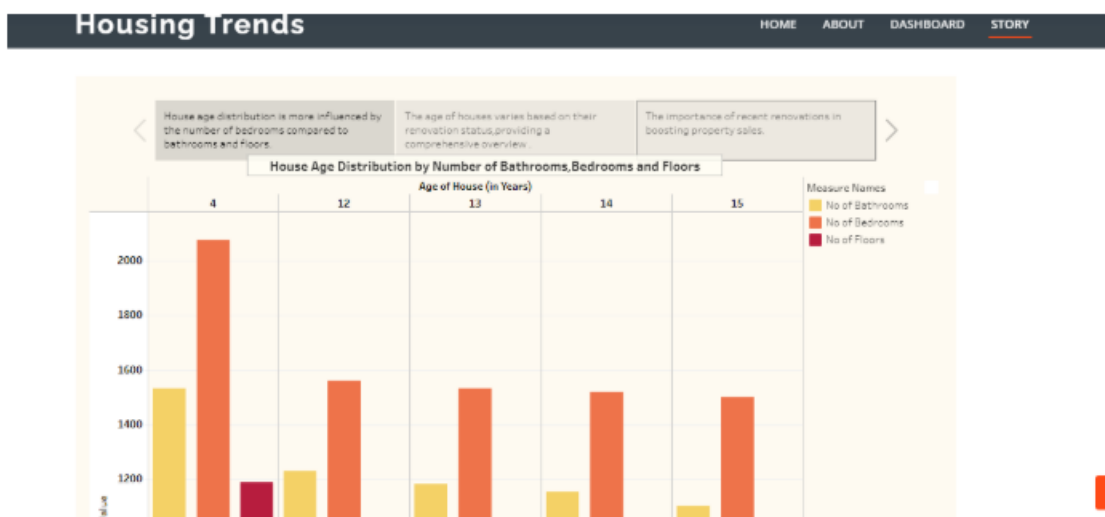 Housing Trends
HOME ABOUT DASHBOARD STORY
House age distribution is more influenced by
the number of bedrooms compared to
bathrooms and floors.
The age of houses varies based on their
renovation status,providing a
comprehensive overview.
The importance of recent renovations in
boosting property sales.
House Age Distribution by Number of Bathrooms,Bedrooms and Floors
Age of House (in Years)
4 12 13 14 15
Measure Names
No of Bathrooms
No of Bedrooms
No of Floors
2000
1800
1600
1400
1200